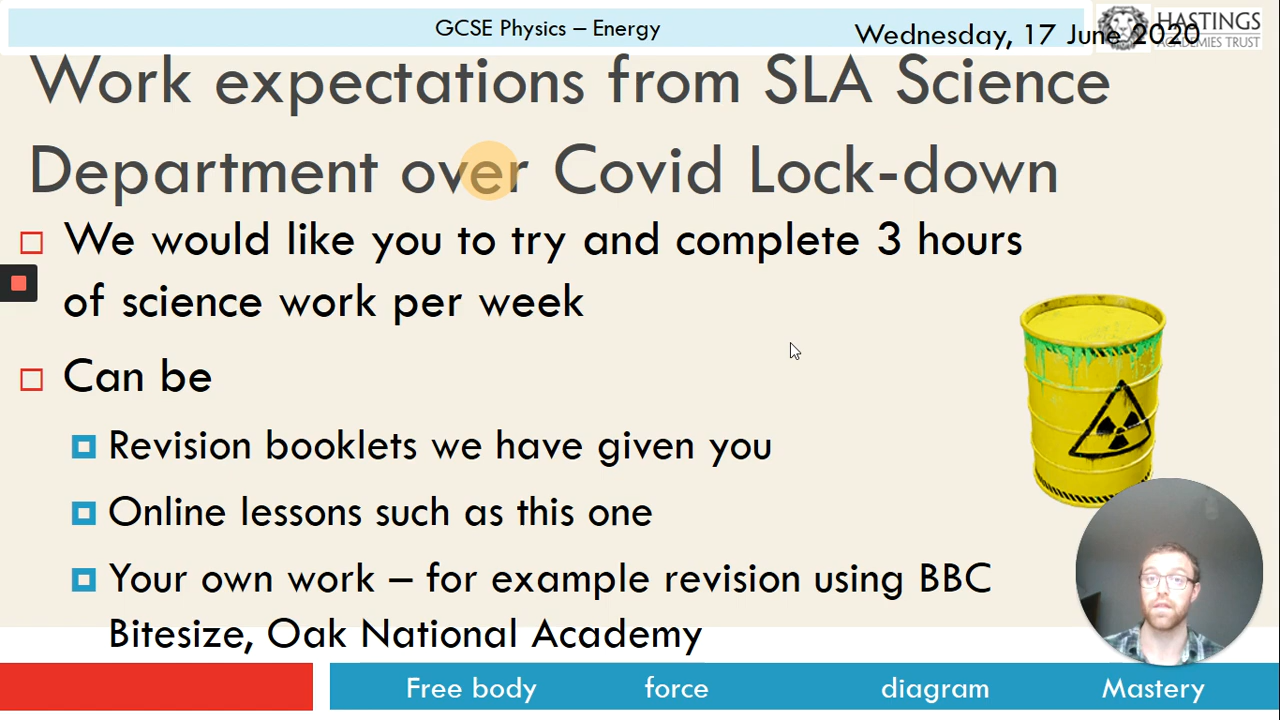 GCSE Physics – Energy
Wednesday, 17 June 2020
HASTINGS
ACADEMIES TRUST
Work expectations from SLA Science
Department over Covid Lock-down
We would like you to try and complete 3 hours
of science work per week
Can be
Revision booklets we have given you
Online lessons such as this one
Your own work – for example revision using BBC
Bitesize, Oak National Academy
Free body force diagram Mastery